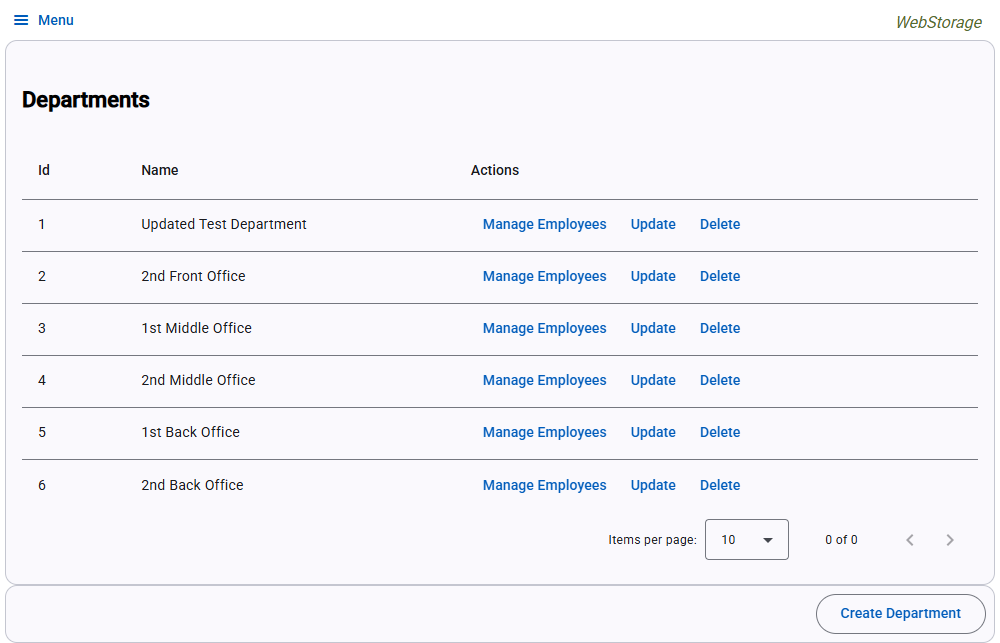 Menu
WebStorage
Departments
Id Name Actions
1 Updated Test Department Manage Employees Update Delete
2 2nd Front Office Manage Employees Update Delete
3 1st Middle Office Manage Employees Update Delete
4 2nd Middle Office Manage Employees Update Delete
5 1st Back Office Manage Employees Update Delete
6 2nd Back Office Manage Employees Update Delete
Items per page: 10 0 of 0
Create Department